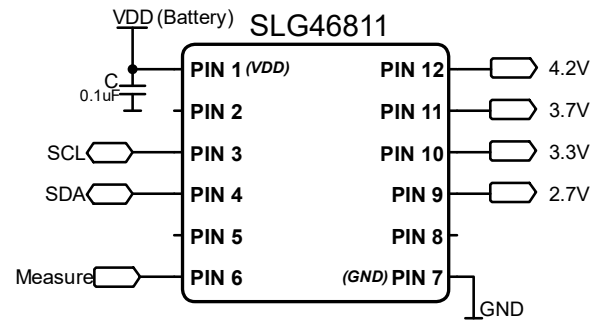 VDD (Battery)
SLG46811
PIN 1 (VDD)
PIN 12
4.2V
C
0.1uF
PIN 2
PIN 11
3.7V
SCL
PIN 3
PIN 10
3.3V
SDA
PIN 4
PIN 9
2.7V
PIN 5
PIN 8
Measure
PIN 6
(GND) PIN 7
GND